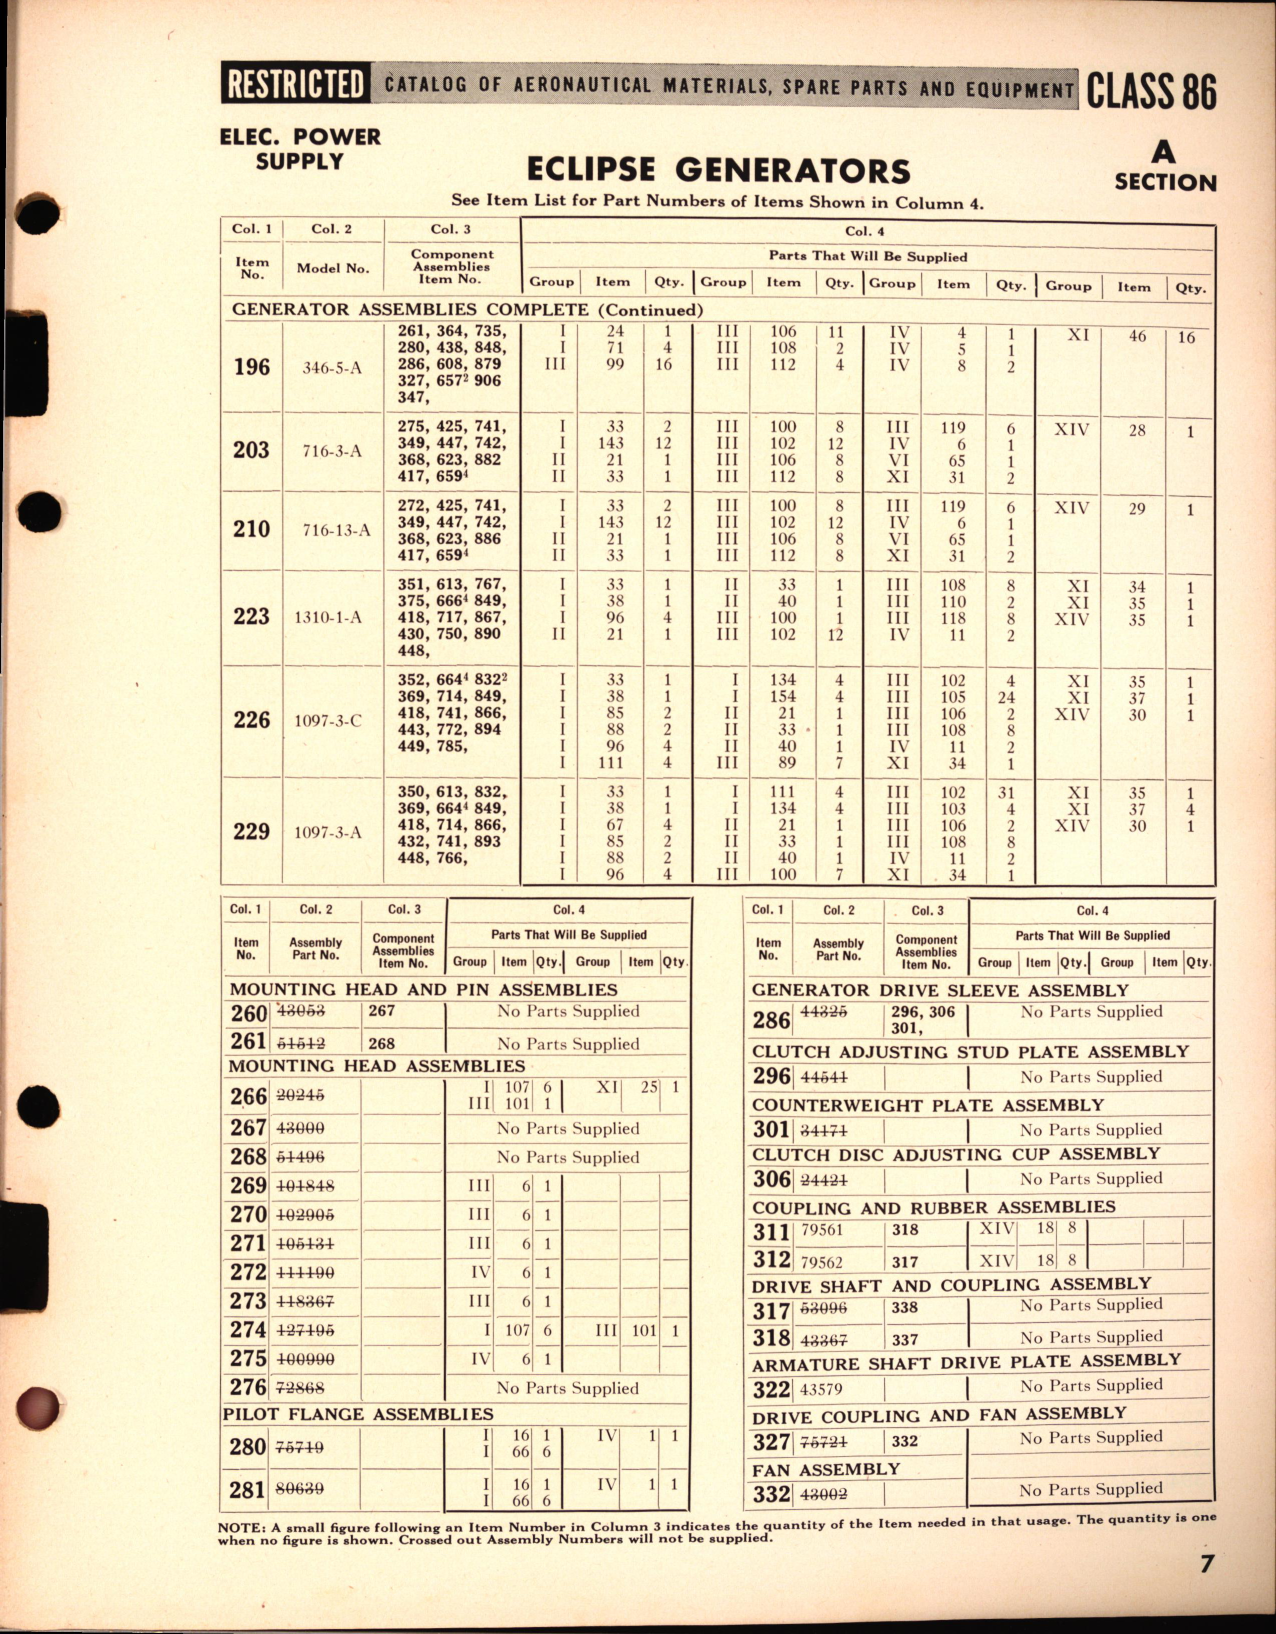 RESTRICTED CATALOG OF AERONAUTICAL MATERIALS, SPARE PARTS AND EQUIPMENT CLASS 86
ELEC. POWER
SUPPLY
ECLIPSE GENERATORS
A
SECTION
See Item List for Part Numbers of Items Shown in Column 4.
Col. 1 Col. 2 Col. 3 Col. 4
Item No. Model No. Component Assemblies Item No. Parts That Will Be Supplied
Group Item Qty. Group Item Qty. Group Item Qty. Group Item Qty.
GENERATOR ASSEMBLIES COMPLETE (Continued)
196 346-5-A
261, 364, 735, I 24 1 III 106 11 IV 4 1 XI 46 16
280, 438, 848, I 71 4 III 108 2 IV 5 1
286, 608, 879 III 99 16 III 112 4 IV 8 2
327, 657² 906
347,
203 716-3-A
275, 425, 741, I 33 2 III 100 8 III 119 6 XIV 28 1
349, 447, 742, I 143 12 III 102 12 IV 6 1
368, 623, 882 II 21 1 III 106 8 VI 65 1
417, 659⁴ II 33 1 III 112 8 XI 31 2
210 716-13-A
272, 425, 741, I 33 2 III 100 8 III 119 6 XIV 29 1
349, 447, 742, I 143 12 III 102 12 IV 6 1
368, 623, 886 II 21 1 III 106 8 VI 65 1
417, 659⁴ II 33 1 III 112 8 XI 31 2
223 1310-1-A
351, 613, 767, I 33 1 II 33 1 III 108 8 XI 34 1
375, 666⁴ 849, I 38 1 II 40 1 III 110 2 XI 35 1
418, 717, 867, I 96 4 III 100 1 III 118 8 XIV 35 1
430, 750, 890 II 21 1 III 102 12 IV 11 2
448,
226 1097-3-C
352, 664⁴ 832² I 33 1 I 134 4 III 102 4 XI 35 1
369, 714, 849, I 38 1 I 154 4 III 105 24 XI 37 1
418, 741, 866, I 85 2 II 21 1 III 106 2 XIV 30 1
443, 772, 894 I 88 2 II 33 1 III 108 8
449, 785, I 96 4 II 40 1 IV 11 2
I 111 4 III 89 7 XI 34 1
229 1097-3-A
350, 613, 832, I 33 1 I 111 4 III 102 31 XI 35 1
369, 664⁴ 849, I 38 1 I 134 4 III 103 4 XI 37 4
418, 714, 866, I 67 4 II 21 1 III 106 2 XIV 30 1
432, 741, 893 I 85 2 II 33 1 III 108 8
448, 766, I 88 2 II 40 1 IV 11 2
I 96 4 III 100 7 XI 34 1
Col. 1 Col. 2 Col. 3 Col. 4
Item No. Assembly Part No. Component Assemblies Item No. Parts That Will Be Supplied
Group Item Qty. Group Item Qty.
MOUNTING HEAD AND PIN ASSEMBLIES
260 43053 267 No Parts Supplied
261 51512 268 No Parts Supplied
MOUNTING HEAD ASSEMBLIES
266 20245 I 107 6 XI 25 1
III 101 1
267 43000 No Parts Supplied
268 51496 No Parts Supplied
269 101848 III 6 1
270 102905 III 6 1
271 105131 III 6 1
272 111190 IV 6 1
273 118367 III 6 1
274 127195 I 107 6 III 101 1
275 100990 IV 6 1
276 72868 No Parts Supplied
PILOT FLANGE ASSEMBLIES
280 75719 I 16 1 IV 1 1
I 66 6
281 80639 I 16 1 IV 1 1
I 66 6
Col. 1 Col. 2 Col. 3 Col. 4
Item No. Assembly Part No. Component Assemblies Item No. Parts That Will Be Supplied
Group Item Qty. Group Item Qty.
GENERATOR DRIVE SLEEVE ASSEMBLY
286 44325 296, 306 No Parts Supplied
301,
CLUTCH ADJUSTING STUD PLATE ASSEMBLY
296 44541 No Parts Supplied
COUNTERWEIGHT PLATE ASSEMBLY
301 34171 No Parts Supplied
CLUTCH DISC ADJUSTING CUP ASSEMBLY
306 24421 No Parts Supplied
COUPLING AND RUBBER ASSEMBLIES
311 79561 318 XIV 18 8
312 79562 317 XIV 18 8
DRIVE SHAFT AND COUPLING ASSEMBLY
317 53096 338 No Parts Supplied
318 43367 337 No Parts Supplied
ARMATURE SHAFT DRIVE PLATE ASSEMBLY
322 43579 No Parts Supplied
DRIVE COUPLING AND FAN ASSEMBLY
327 75721 332 No Parts Supplied
FAN ASSEMBLY
332 43002 No Parts Supplied
NOTE: A small figure following an Item Number in Column 3 indicates the quantity of the Item needed in that usage. The quantity is one
when no figure is shown. Crossed out Assembly Numbers will not be supplied.
7